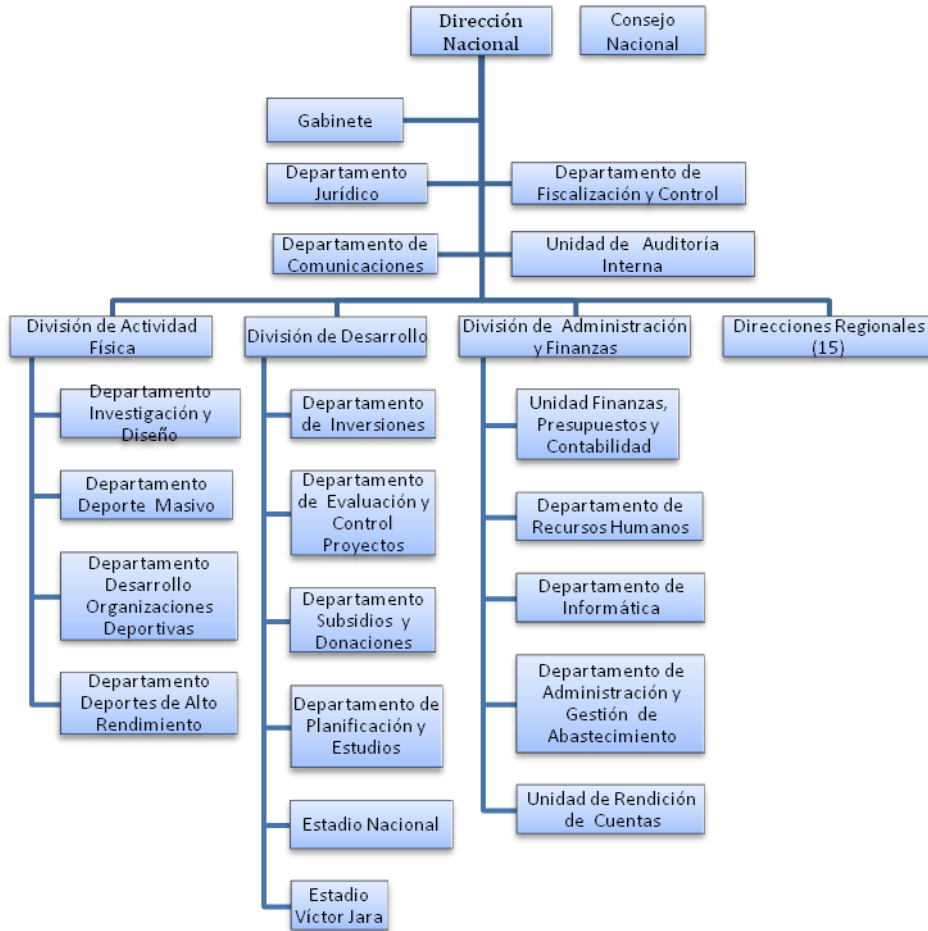 Dirección
Nacional
Consejo
Nacional
Gabinete
Departamento
Jurídico
Departamento de
Fiscalización y Control
Departamento de
Comunicaciones
Unidad de Auditoría
Interna
División de Actividad
Física
División de Desarrollo
División de Administración
y Finanzas
Direcciones Regionales
(15)
Departamento
Investigación y
Diseño
Departamento
Deporte Masivo
Departamento
Desarrollo
Organizaciones
Deportivas
Departamento
Deportes de Alto
Rendimiento
Departamento
de Inversiones
Departamento
de Evaluación y
Control
Proyectos
Departamento
Subsidios y
Donaciones
Departamento de
Planificación y
Estudios
Estadio Nacional
Estadio
Víctor Jara
Unidad Finanzas,
Presupuestos y
Contabilidad
Departamento de
Recursos Humanos
Departamento de
Informática
Departamento de
Administración y
Gestión de
Abastecimiento
Unidad de Rendición
de Cuentas